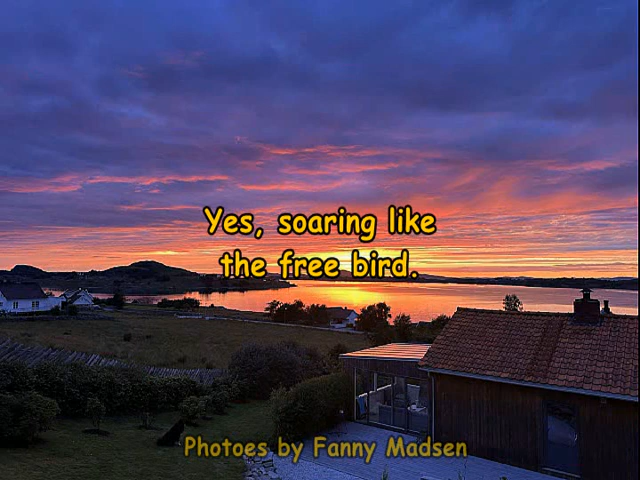 Yes, soaring like
the free bird.
Photoes by Fanny Madsen